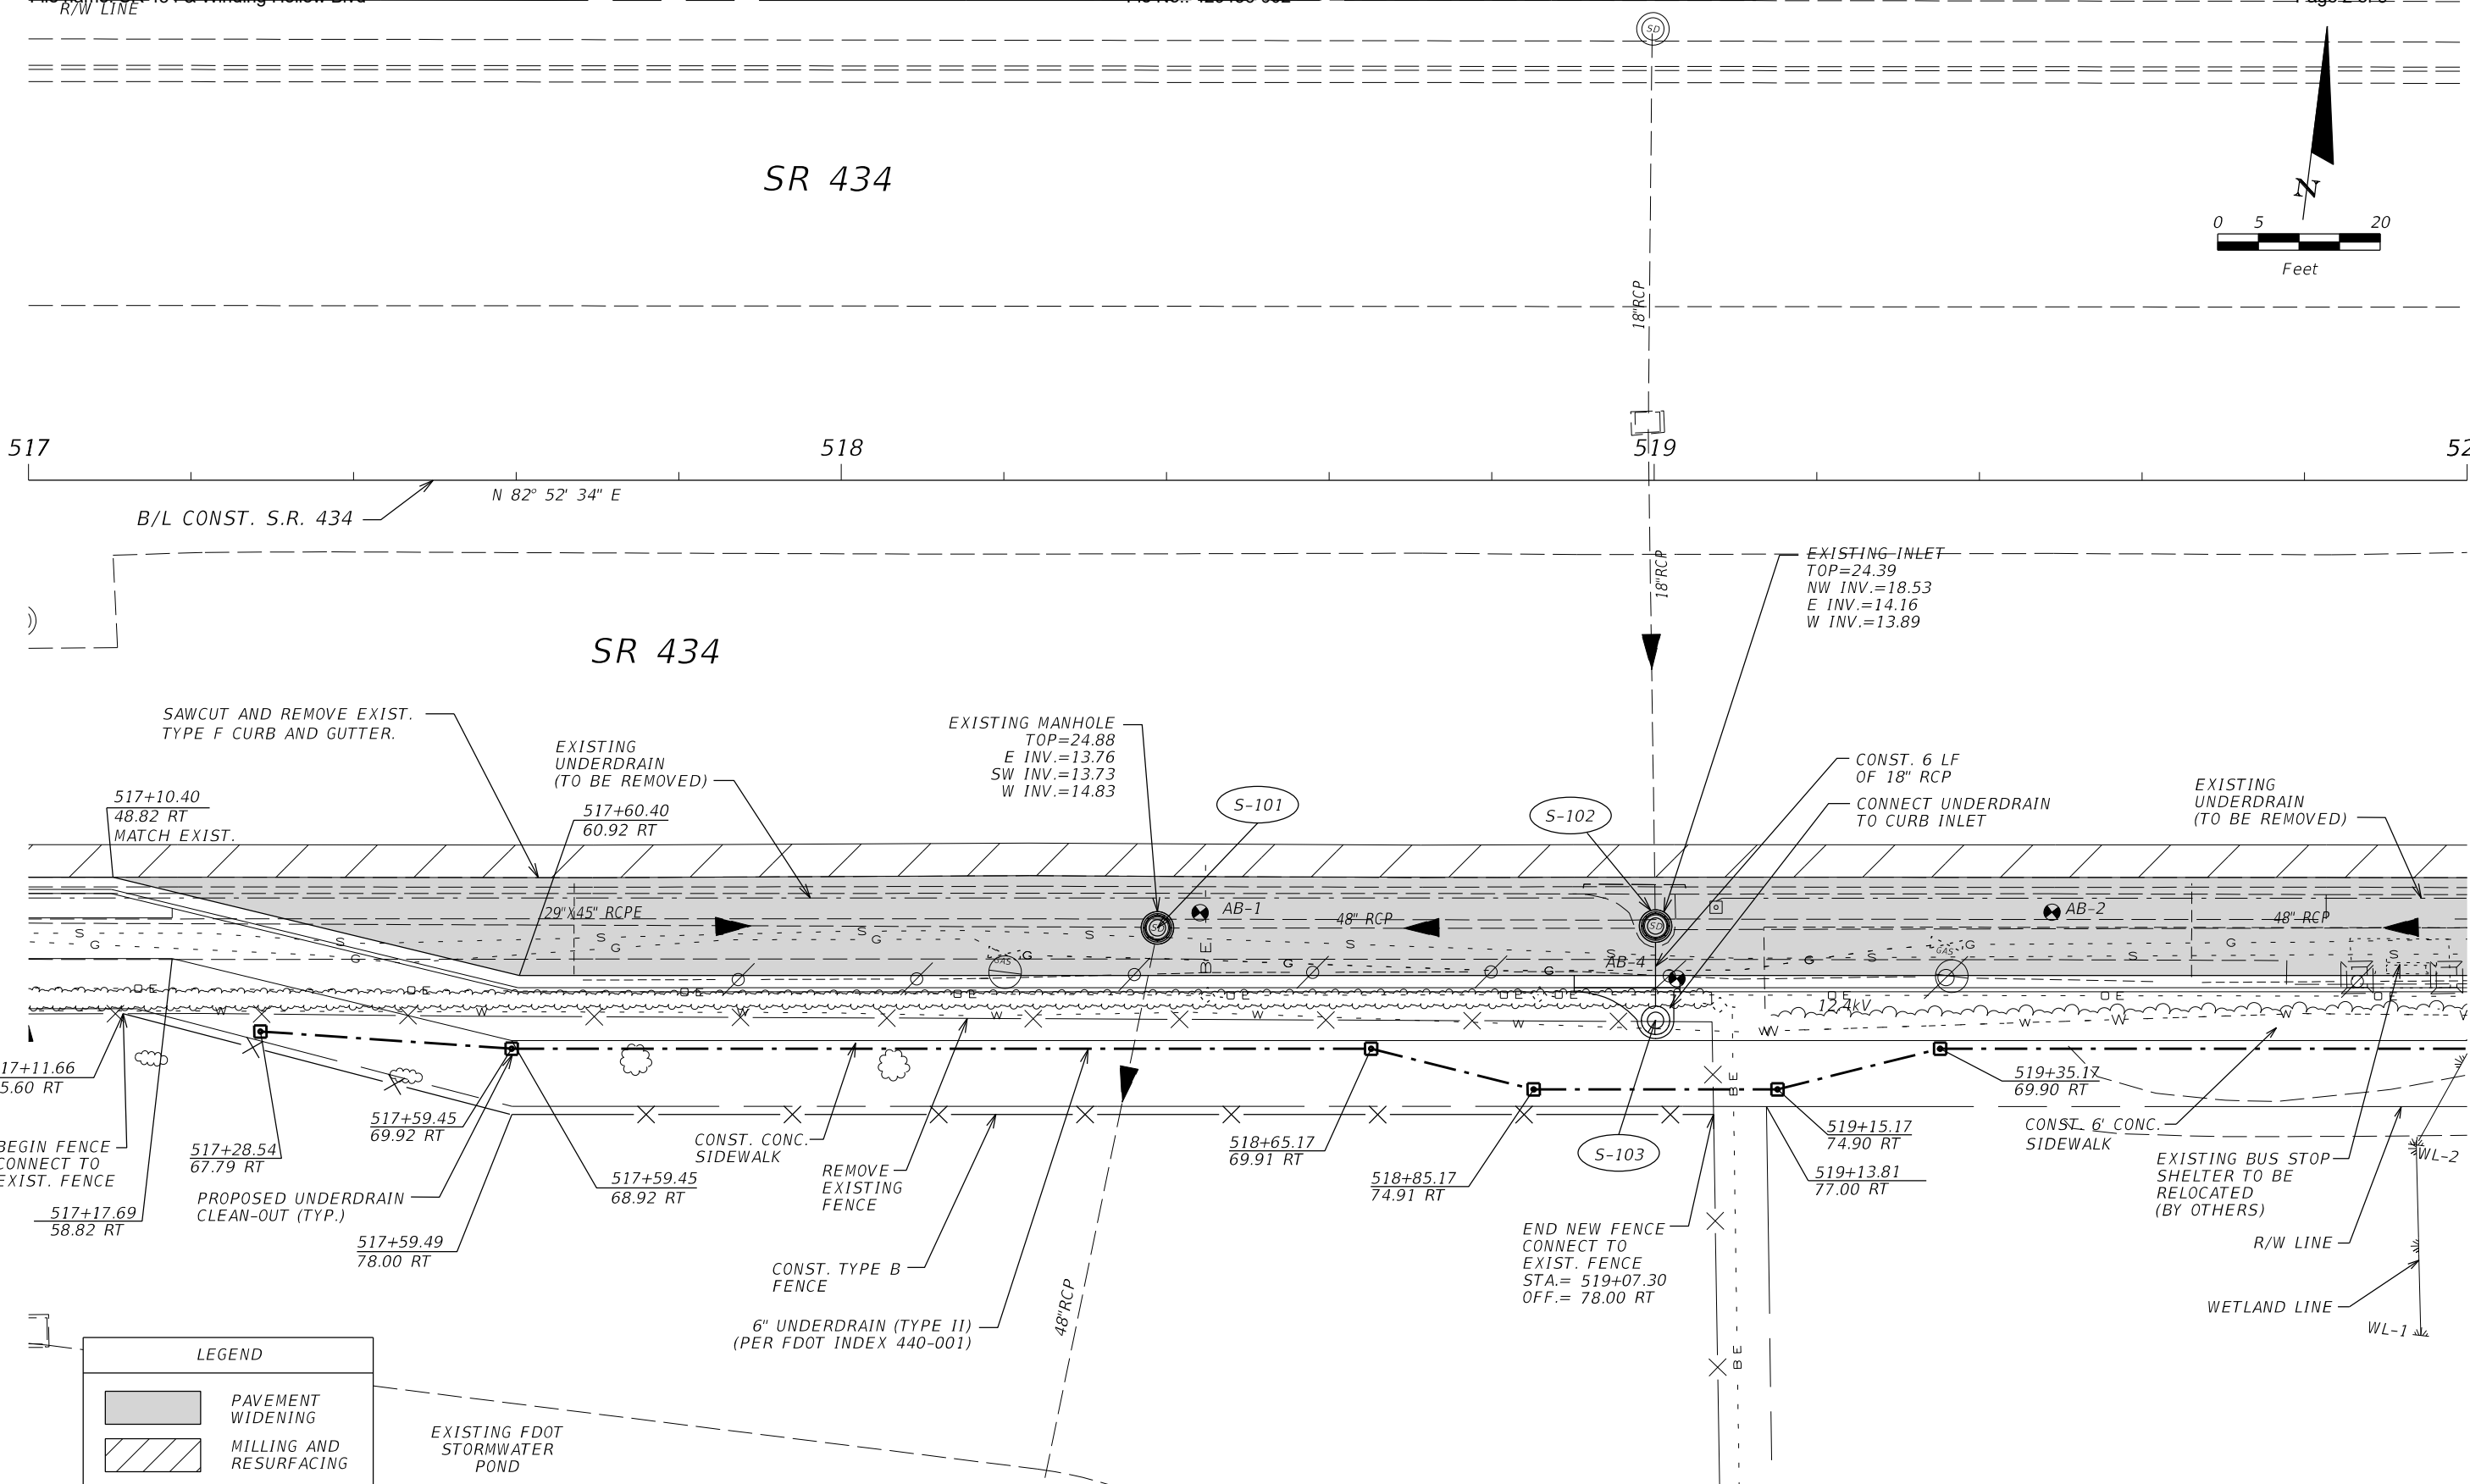 R/W LINE
SD
SR 434
N
0 5 20
Feet
18"RCP
517
518
519
N 82° 52' 34" E
B/L CONST. S.R. 434
18"RCP
EXISTING INLET
TOP=24.39
NW INV.=18.53
E INV.=14.16
W INV.=13.89
SR 434
SAWCUT AND REMOVE EXIST.
TYPE F CURB AND GUTTER.
EXISTING
UNDERDRAIN
(TO BE REMOVED)
EXISTING MANHOLE
TOP=24.88
E INV.=13.76
SW INV.=13.73
W INV.=14.83
S-101
S-102
CONST. 6 LF
OF 18" RCP
CONNECT UNDERDRAIN
TO CURB INLET
EXISTING
UNDERDRAIN
(TO BE REMOVED)
517+10.40
48.82 RT
MATCH EXIST.
517+60.40
60.92 RT
29"X45" RCPE
AB-1
48" RCP
SD
AB-2
48" RCP
AB-4
GAS
GAS
BE
OE
12.4kV
517+59.45
69.92 RT
517+28.54
67.79 RT
BEGIN FENCE
CONNECT TO
EXIST. FENCE
PROPOSED UNDERDRAIN
CLEAN-OUT (TYP.)
517+17.69
58.82 RT
517+59.49
78.00 RT
517+59.45
68.92 RT
CONST. CONC.
SIDEWALK
REMOVE
EXISTING
FENCE
CONST. TYPE B
FENCE
6" UNDERDRAIN (TYPE II)
(PER FDOT INDEX 440-001)
48"RCP
518+65.17
69.91 RT
518+85.17
74.91 RT
S-103
END NEW FENCE
CONNECT TO
EXIST. FENCE
STA.= 519+07.30
OFF.= 78.00 RT
BE
BE
519+15.17
74.90 RT
519+13.81
77.00 RT
519+35.17
69.90 RT
CONST. 6' CONC.
SIDEWALK
EXISTING BUS STOP
SHELTER TO BE
RELOCATED
(BY OTHERS)
R/W LINE
WETLAND LINE
WL-2
WL-1
LEGEND
PAVEMENT
WIDENING
MILLING AND
RESURFACING
EXISTING FDOT
STORMWATER
POND